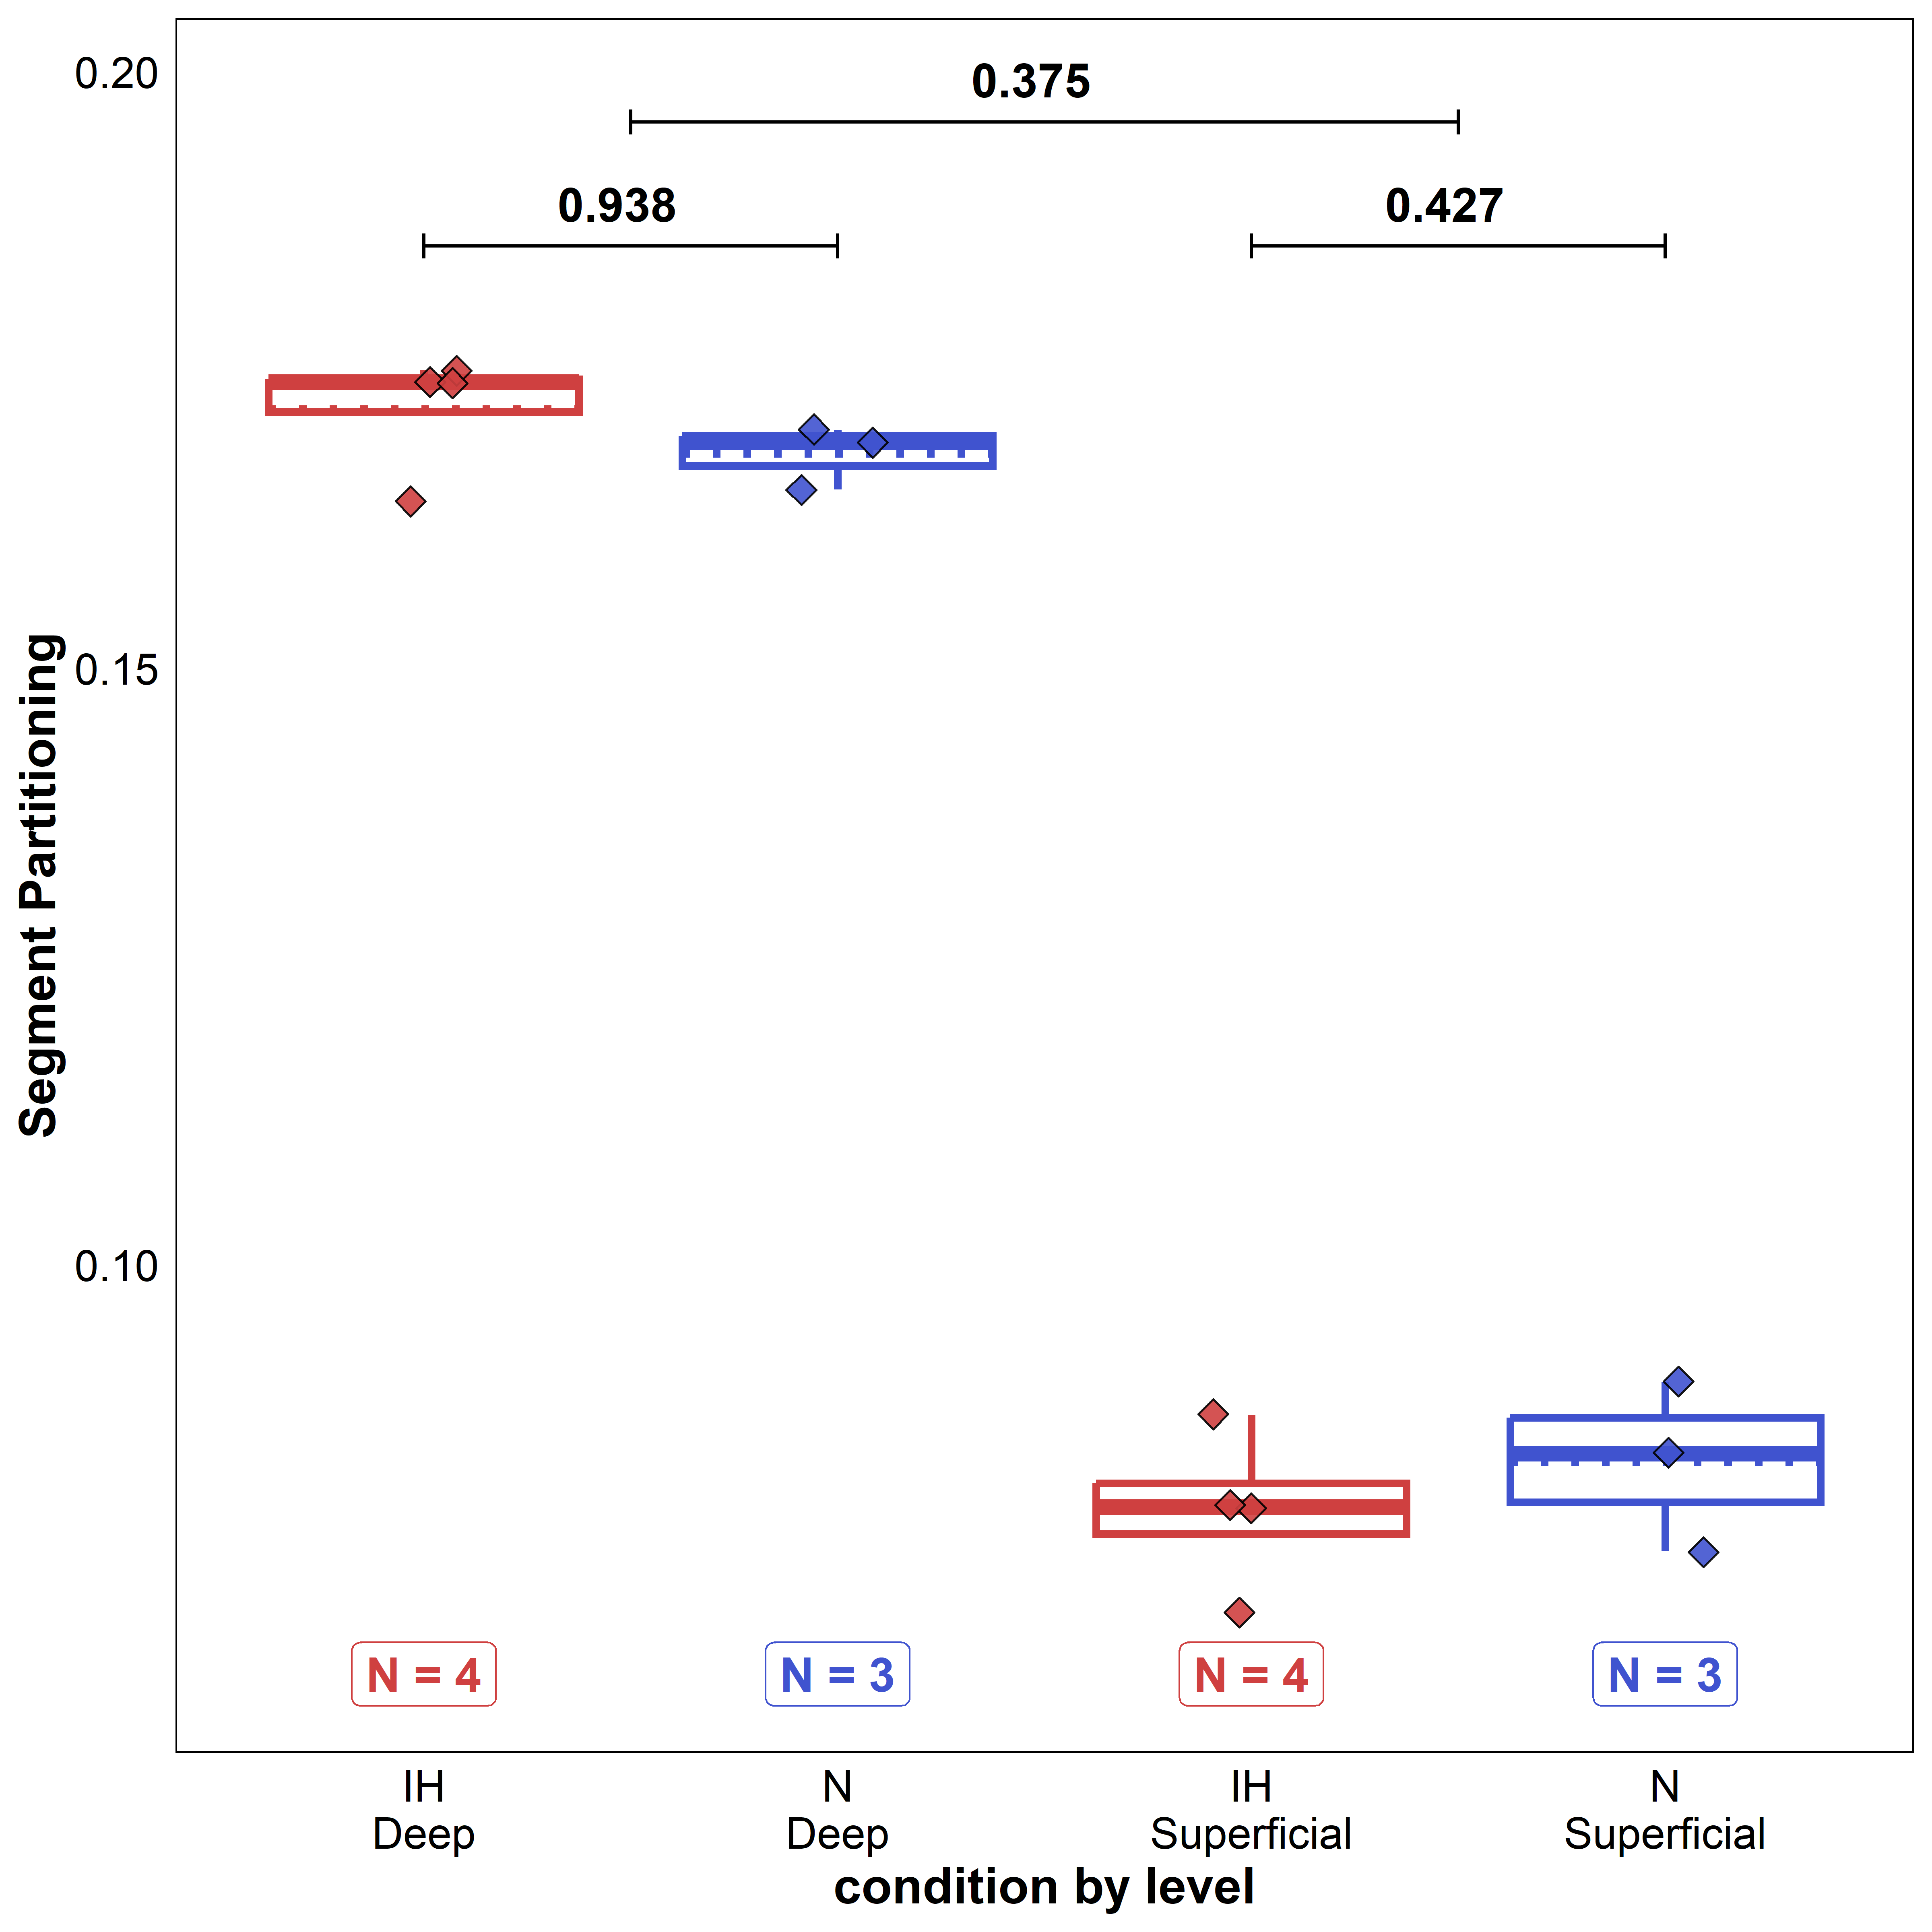 0.20
0.375
0.938
0.427
0.15
Segment Partitioning
0.10
N = 4
N = 3
N = 4
N = 3
IH
Deep
N
Deep
IH
Superficial
N
Superficial
condition by level